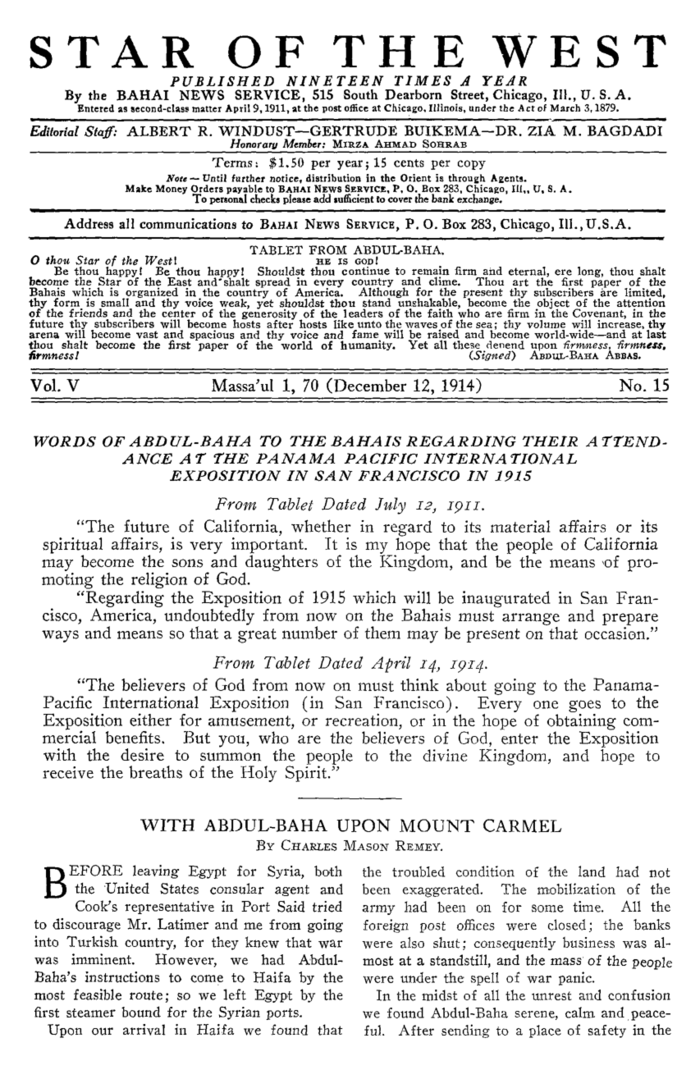 STAR OF THE WEST
PUBLISHED NINETEEN TIMES A YEAR
By the BAHAI NEWS SERVICE, 515 South Dearborn Street, Chicago, Ill., U. S. A.
Entered as second-class matter April 9, 1911, at the post office at Chicago, Illinois, under the Act of March 3, 1879.
Editorial Staff: ALBERT R. WINDUST—GERTRUDE BUIKEMA—DR. ZIA M. BAGDADI
Honorary Member: MIRZA AHMAD SOHRAB
Terms: $1.50 per year; 15 cents per copy
Note — Until further notice, distribution in the Orient is through Agents.
Make Money Orders payable to BAHAI NEWS SERVICE, P. O. Box 283, Chicago, Ill., U, S. A.
To personal checks please add sufficient to cover the bank exchange.
Address all communications to BAHAI NEWS SERVICE, P. O. Box 283, Chicago, Ill., U.S.A.
TABLET FROM ABDUL-BAHA.
O thou Star of the West! HE IS GOD!
Be thou happy! Be thou happy! Shouldst thou continue to remain firm and eternal, ere long, thou shalt
become the Star of the East and shalt spread in every country and clime. Thou art the first paper of the
Bahais which is organized in the country of America. Although for the present thy subscribers are limited,
thy form is small and thy voice weak, yet shouldst thou stand unshakable, become the object of the attention
of the friends and the center of the generosity of the leaders of the faith who are firm in the Covenant, in the
future thy subscribers will become hosts after hosts like unto the waves of the sea; thy volume will increase, thy
arena will become vast and spacious and thy voice and fame will be raised and become world-wide—and at last
thou shalt become the first paper of the world of humanity. Yet all these depend upon firmness, firmness,
firmness! (Signed) ABDUL-BAHA ABBAS.
Vol. V Massa'ul 1, 70 (December 12, 1914) No. 15
WORDS OF ABDUL-BAHA TO THE BAHAIS REGARDING THEIR ATTEND-
ANCE AT THE PANAMA PACIFIC INTERNATIONAL
EXPOSITION IN SAN FRANCISCO IN 1915
From Tablet Dated July 12, 1911.
"The future of California, whether in regard to its material affairs or its
spiritual affairs, is very important. It is my hope that the people of California
may become the sons and daughters of the Kingdom, and be the means of pro-
moting the religion of God.
"Regarding the Exposition of 1915 which will be inaugurated in San Fran-
cisco, America, undoubtedly from now on the Bahais must arrange and prepare
ways and means so that a great number of them may be present on that occasion."
From Tablet Dated April 14, 1914.
"The believers of God from now on must think about going to the Panama-
Pacific International Exposition (in San Francisco). Every one goes to the
Exposition either for amusement, or recreation, or in the hope of obtaining com-
mercial benefits. But you, who are the believers of God, enter the Exposition
with the desire to summon the people to the divine Kingdom, and hope to
receive the breaths of the Holy Spirit."
WITH ABDUL-BAHA UPON MOUNT CARMEL
BY CHARLES MASON REMEY.
BEFORE leaving Egypt for Syria, both
the United States consular agent and
Cook's representative in Port Said tried
to discourage Mr. Latimer and me from going
into Turkish country, for they knew that war
was imminent. However, we had Abdul-
Baha's instructions to come to Haifa by the
most feasible route; so we left Egypt by the
first steamer bound for the Syrian ports.
Upon our arrival in Haifa we found that
the troubled condition of the land had not
been exaggerated. The mobilization of the
army had been on for some time. All the
foreign post offices were closed; the banks
were also shut; consequently business was al-
most at a standstill, and the mass of the people
were under the spell of war panic.
In the midst of all the unrest and confusion
we found Abdul-Baha serene, calm and peace-
ful. After sending to a place of safety in the